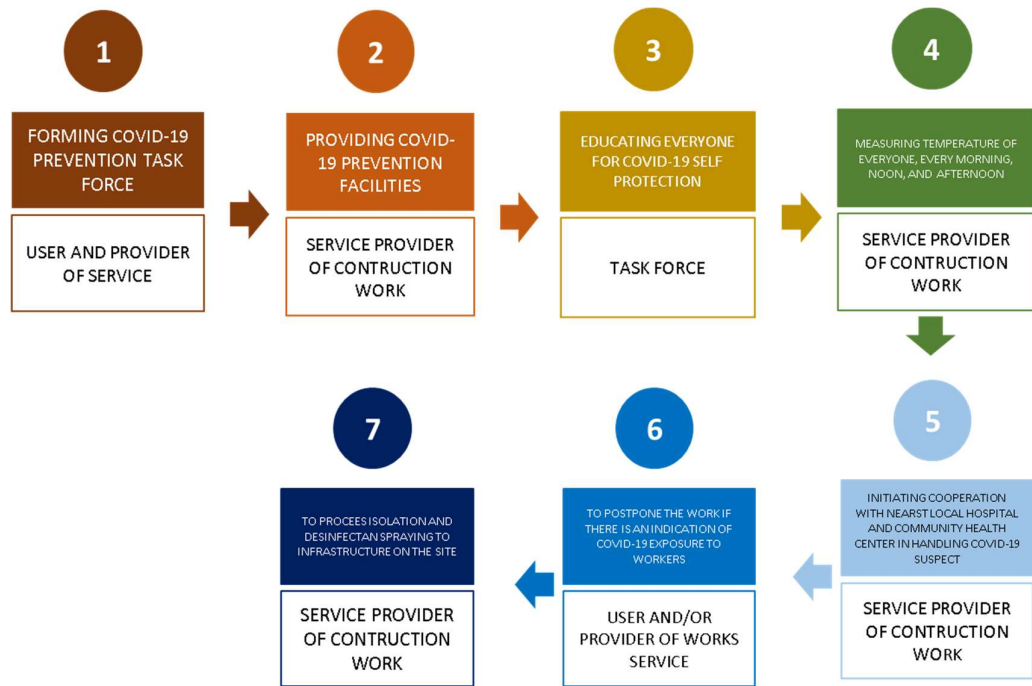 1
FORMING COVID-19
PREVENTION TASK
FORCE
USER AND PROVIDER
OF SERVICE
2
PROVIDING COVID-
19 PREVENTION
FACILITIES
SERVICE PROVIDER
OF CONTRUCTION
WORK
3
EDUCATING EVERYONE
FOR COVID-19 SELF
PROTECTION
TASK FORCE
4
MEASURING TEMPERATURE OF
EVERYONE, EVERY MORNING,
NOON, AND AFTERNOON
SERVICE PROVIDER
OF CONTRUCTION
WORK
5
INITIATING COOPERATION
WITH NEARST LOCAL HOSPITAL
AND COMMUNITY HEALTH
CENTER IN HANDLING COVID-19
SUSPECT
SERVICE PROVIDER
OF CONTRUCTION
WORK
6
TO POSTPONE THE WORK IF
THERE IS AN INDICATION OF
COVID-19 EXPOSURE TO
WORKERS
USER AND/OR
PROVIDER OF WORKS
SERVICE
7
TO PROCEES ISOLATION AND
DESINFECTAN SPRAYING TO
INFRASTRUCTURE ON THE SITE
SERVICE PROVIDER
OF CONTRUCTION
WORK